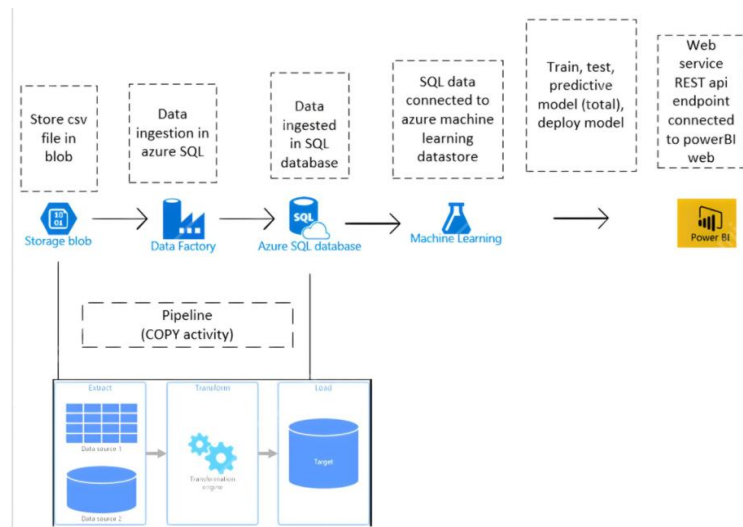 Store csv
file in
blob
Data
ingestion in
azure SQL
Data
ingested
in SQL
database
SQL data
connected to
azure machine
learning
datastore
Train, test,
predictive
model (total),
deploy model
Web
service
REST api
endpoint
connected
to powerBI
web
10
01
Storage blob
Data Factory
SQL
Azure SQL database
Machine Learning
Power BI
Pipeline
(COPY activity)
Extract
Transform
Load
Data source 1
Transformation
engine
Target
Data source 2